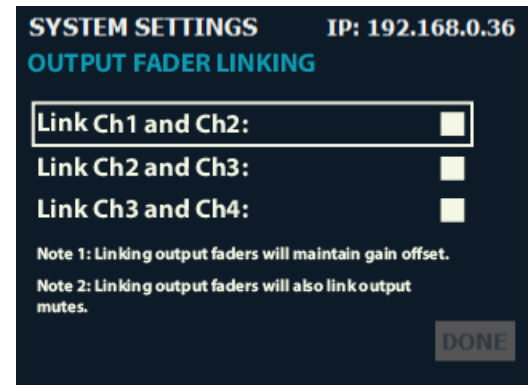 SYSTEM SETTINGS IP: 192.168.0.36
OUTPUT FADER LINKING
Link Ch1 and Ch2:
Link Ch2 and Ch3:
Link Ch3 and Ch4:
Note 1: Linking output faders will maintain gain offset.
Note 2: Linking output faders will also link output
mutes.
DONE